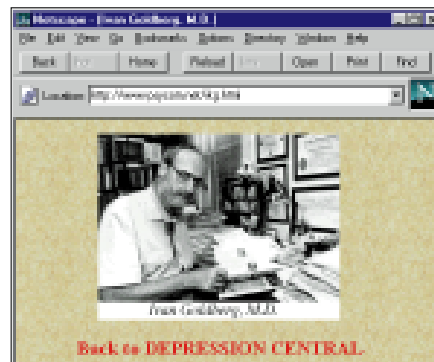 Netscape - [Ivan Goldberg, M.D.]
File Edit View Go Bookmarks Options Directory Window Help
Back Home Reload Open Print Find
Location:
Ivan Goldberg, M.D.
Back to DEPRESSION CENTRAL